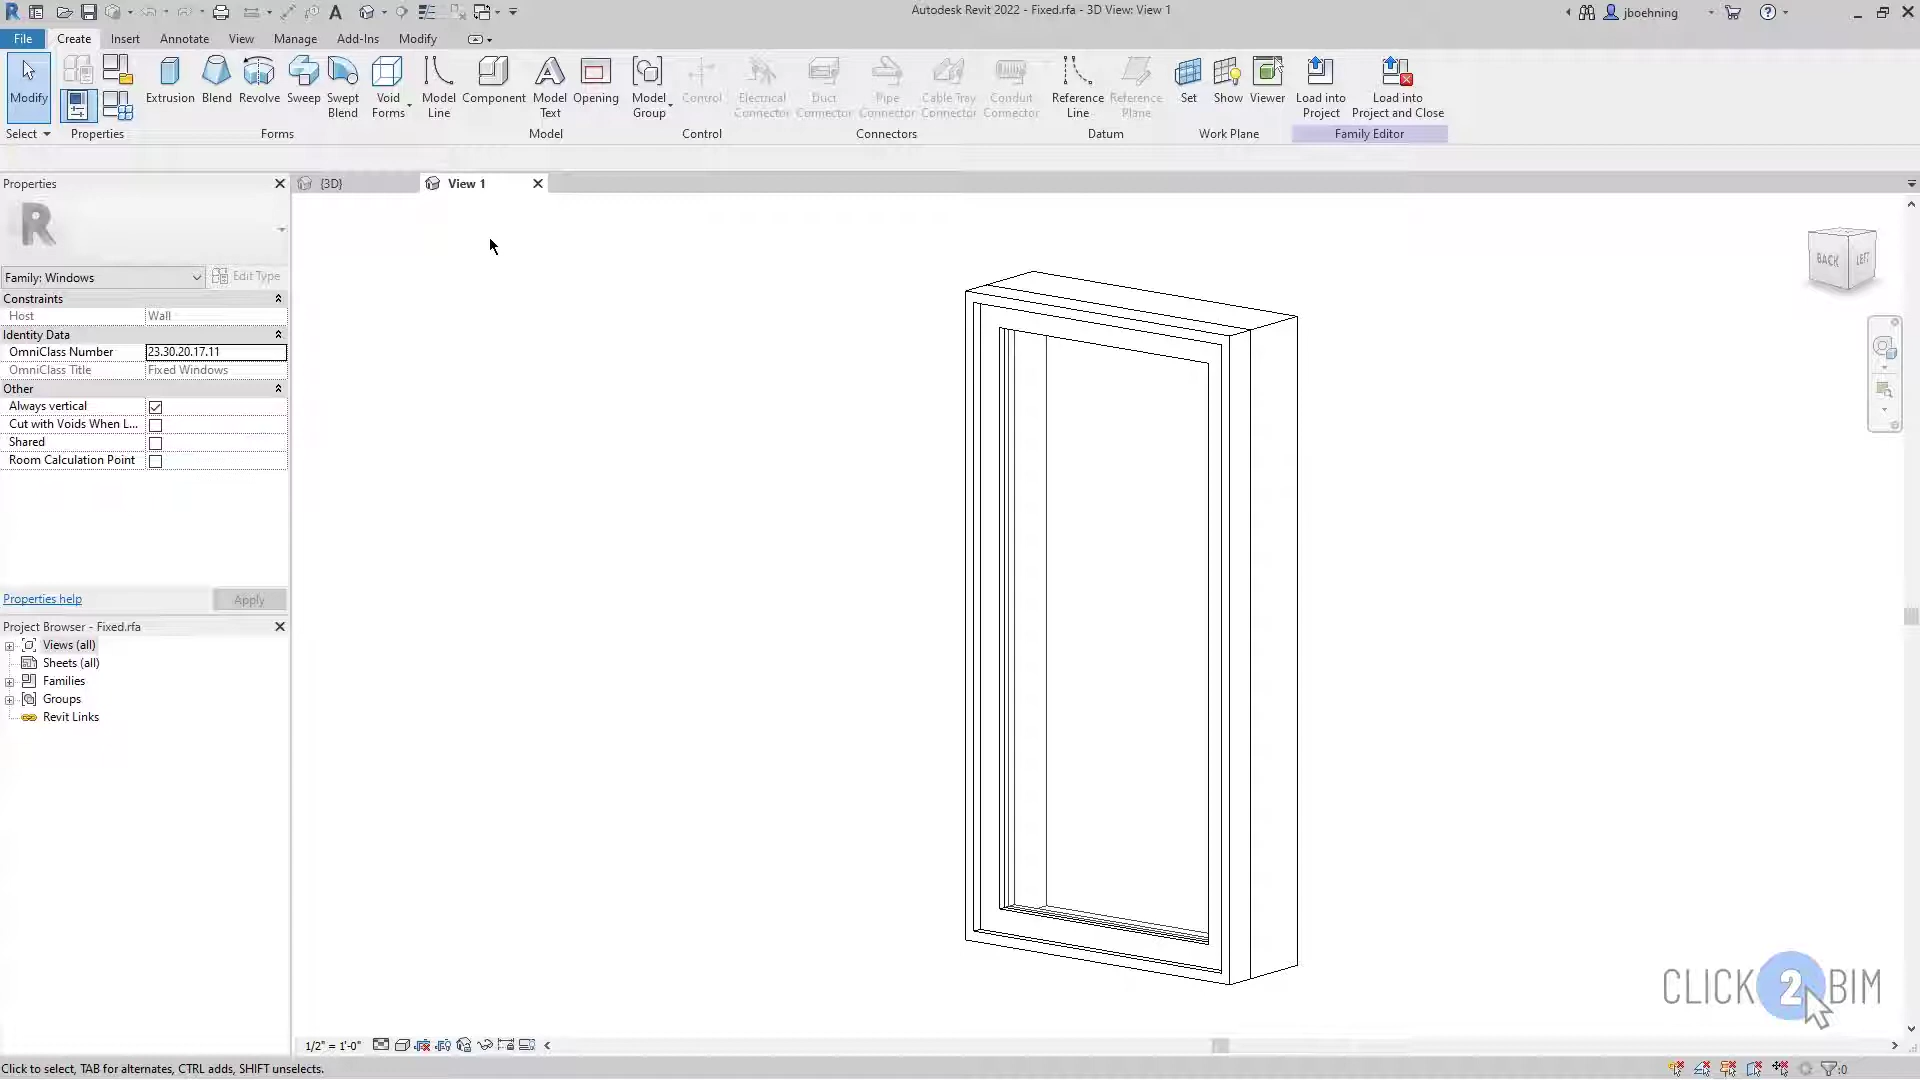 Autodesk Revit 2022 - Fixed.rfa - 3D View: View 1
jboehning
File
Create
Insert
Annotate
View
Manage
Add-Ins
Modify
Modify
Extrusion
Blend
Revolve
Sweep
Swept
Blend
Void
Forms
Model
Line
Component
Model
Text
Opening
Model
Group
Control
Electrical
Connector
Duct
Connector
Pipe
Connector
Cable Tray
Connector
Conduit
Connector
Reference
Line
Reference
Plane
Set
Show
Viewer
Load into
Project
Load into
Project and Close
Select
Properties
Forms
Model
Control
Connectors
Datum
Work Plane
Family Editor
Properties
{3D}
View 1
R
Family: Windows
Edit Type
Constraints
Host
Wall
Identity Data
OmniClass Number
23.30.20.17.11
OmniClass Title
Fixed Windows
Other
Always vertical
Cut with Voids When L...
Shared
Room Calculation Point
Properties help
Apply
Project Browser - Fixed.rfa
Views (all)
Sheets (all)
Families
Groups
Revit Links
BACK
LEFT
CLICK 2 BIM
1/2" = 1'-0"
Click to select, TAB for alternates, CTRL adds, SHIFT unselects.
:0